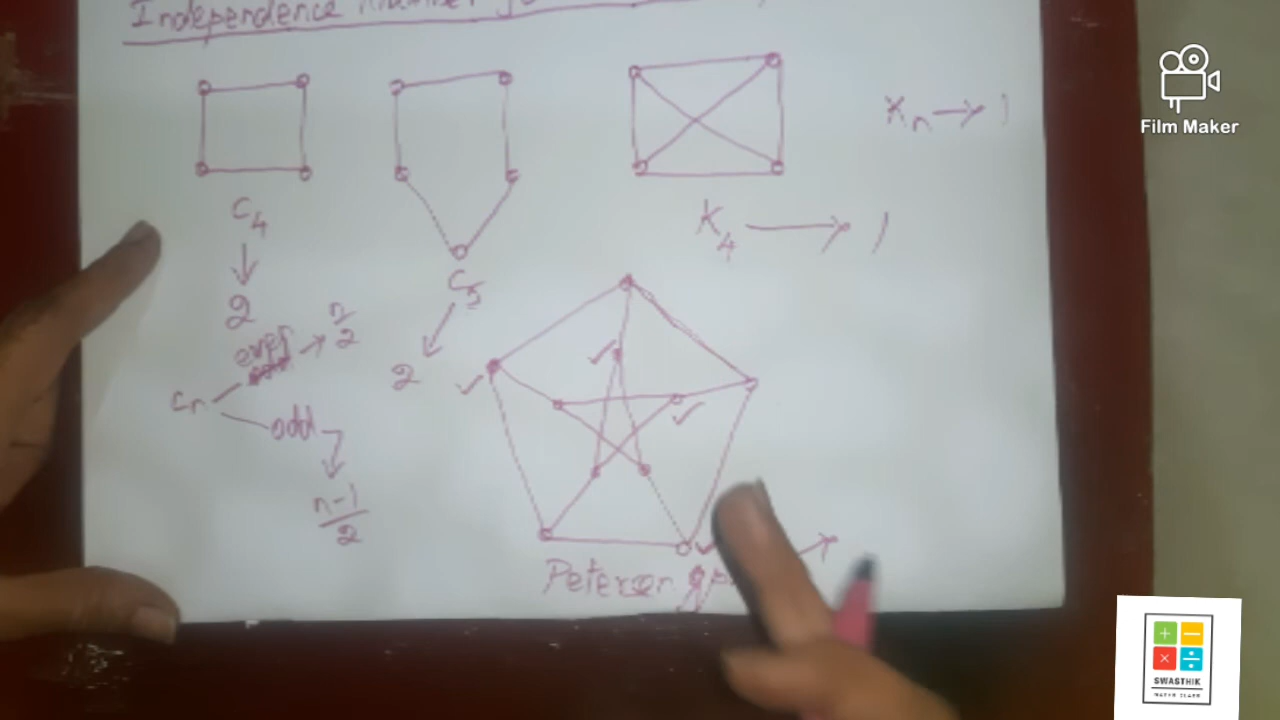 Independence number
C4
2
C5
2
K4 → 1
Kn → 1
Cn
even → n/2
odd
n-1/2
Peterson
Film Maker
SWASTHIK